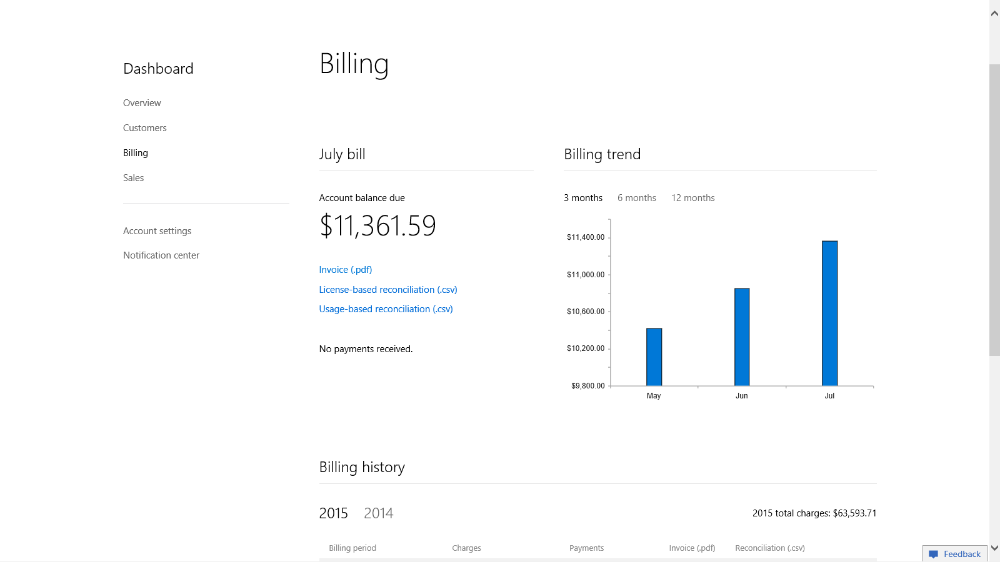 Dashboard
Overview
Customers
Billing
Sales
Account settings
Notification center
Billing
July bill
Account balance due
$11,361.59
Invoice (.pdf)
License-based reconciliation (.csv)
Usage-based reconciliation (.csv)
No payments received.
Billing trend
3 months 6 months 12 months
$11,400.00
$11,000.00
$10,600.00
$10,200.00
$9,800.00
May Jun Jul
Billing history
2015 2014 2015 total charges: $63,593.71
Billing period Charges Payments Invoice (.pdf) Reconciliation (.csv)
Feedback